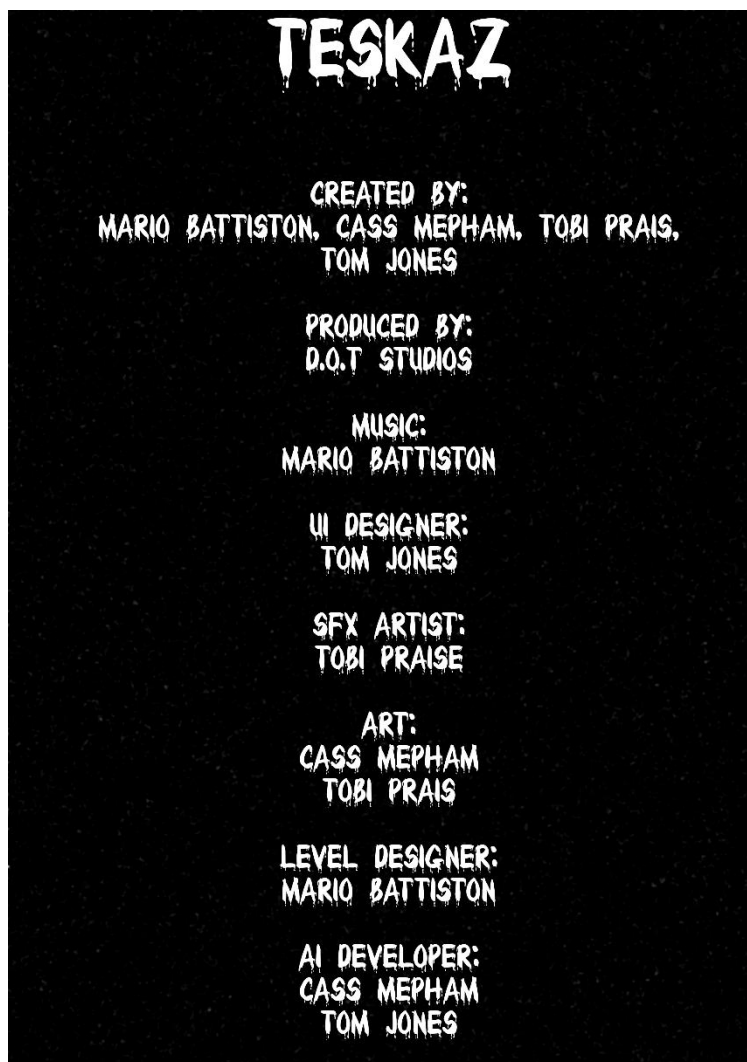 TESKAZ
CREATED BY:
MARIO BATTISTON, CASS MEPHAM, TOBI PRAIS,
TOM JONES
PRODUCED BY:
D.O.T STUDIOS
MUSIC:
MARIO BATTISTON
UI DESIGNER:
TOM JONES
SFX ARTIST:
TOBI PRAISE
ART:
CASS MEPHAM
TOBI PRAIS
LEVEL DESIGNER:
MARIO BATTISTON
AI DEVELOPER:
CASS MEPHAM
TOM JONES